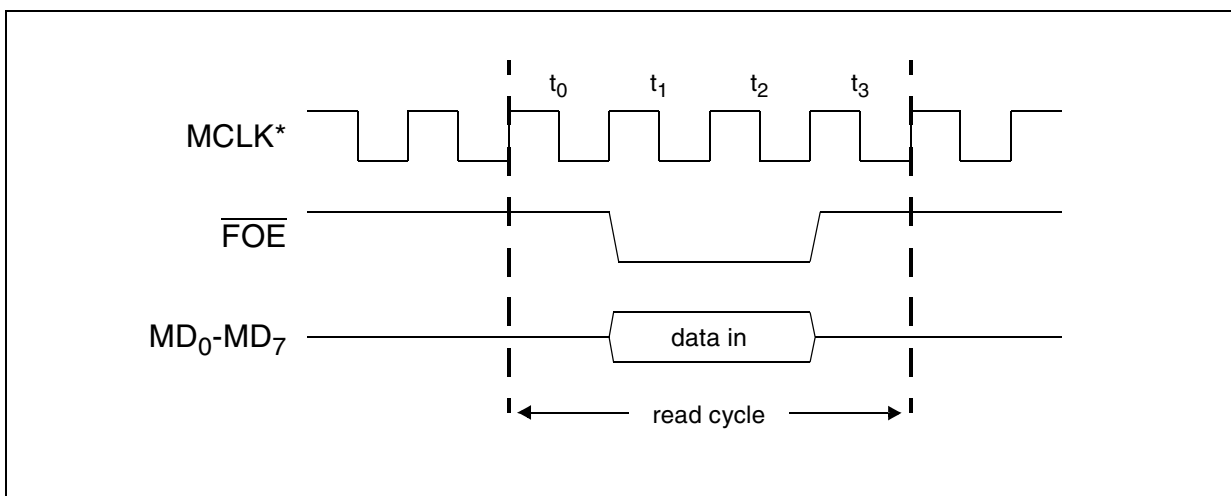 t0 t1 t2 t3
MCLK*
FOE
MD0-MD7
data in
read cycle